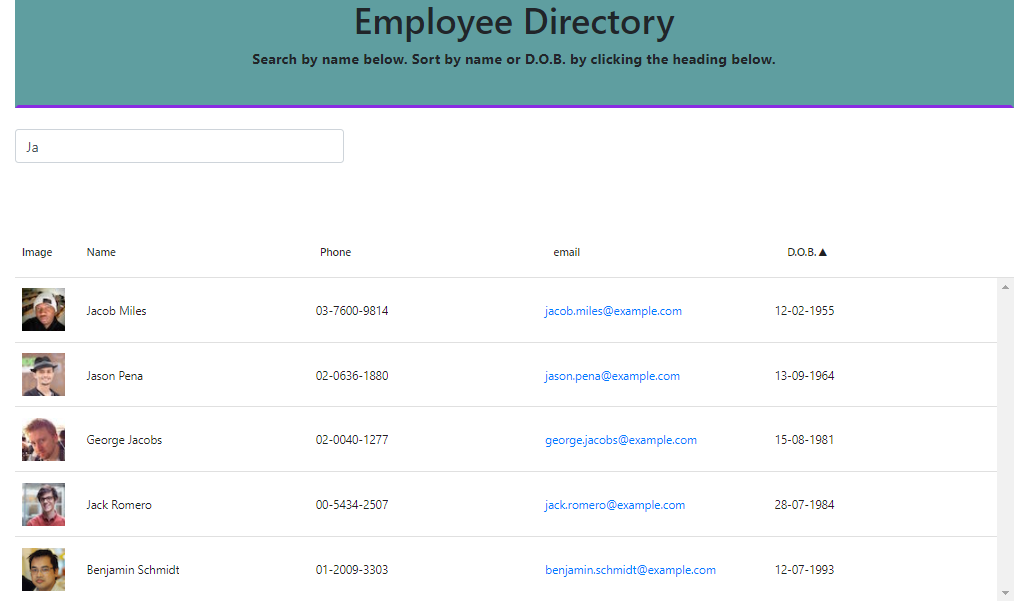 Employee Directory
Search by name below. Sort by name or D.O.B. by clicking the heading below.
Ja
Image Name Phone email D.O.B.▲
Jacob Miles 03-7600-9814 jacob.miles@example.com 12-02-1955
Jason Pena 02-0636-1880 jason.pena@example.com 13-09-1964
George Jacobs 02-0040-1277 george.jacobs@example.com 15-08-1981
Jack Romero 00-5434-2507 jack.romero@example.com 28-07-1984
Benjamin Schmidt 01-2009-3303 benjamin.schmidt@example.com 12-07-1993